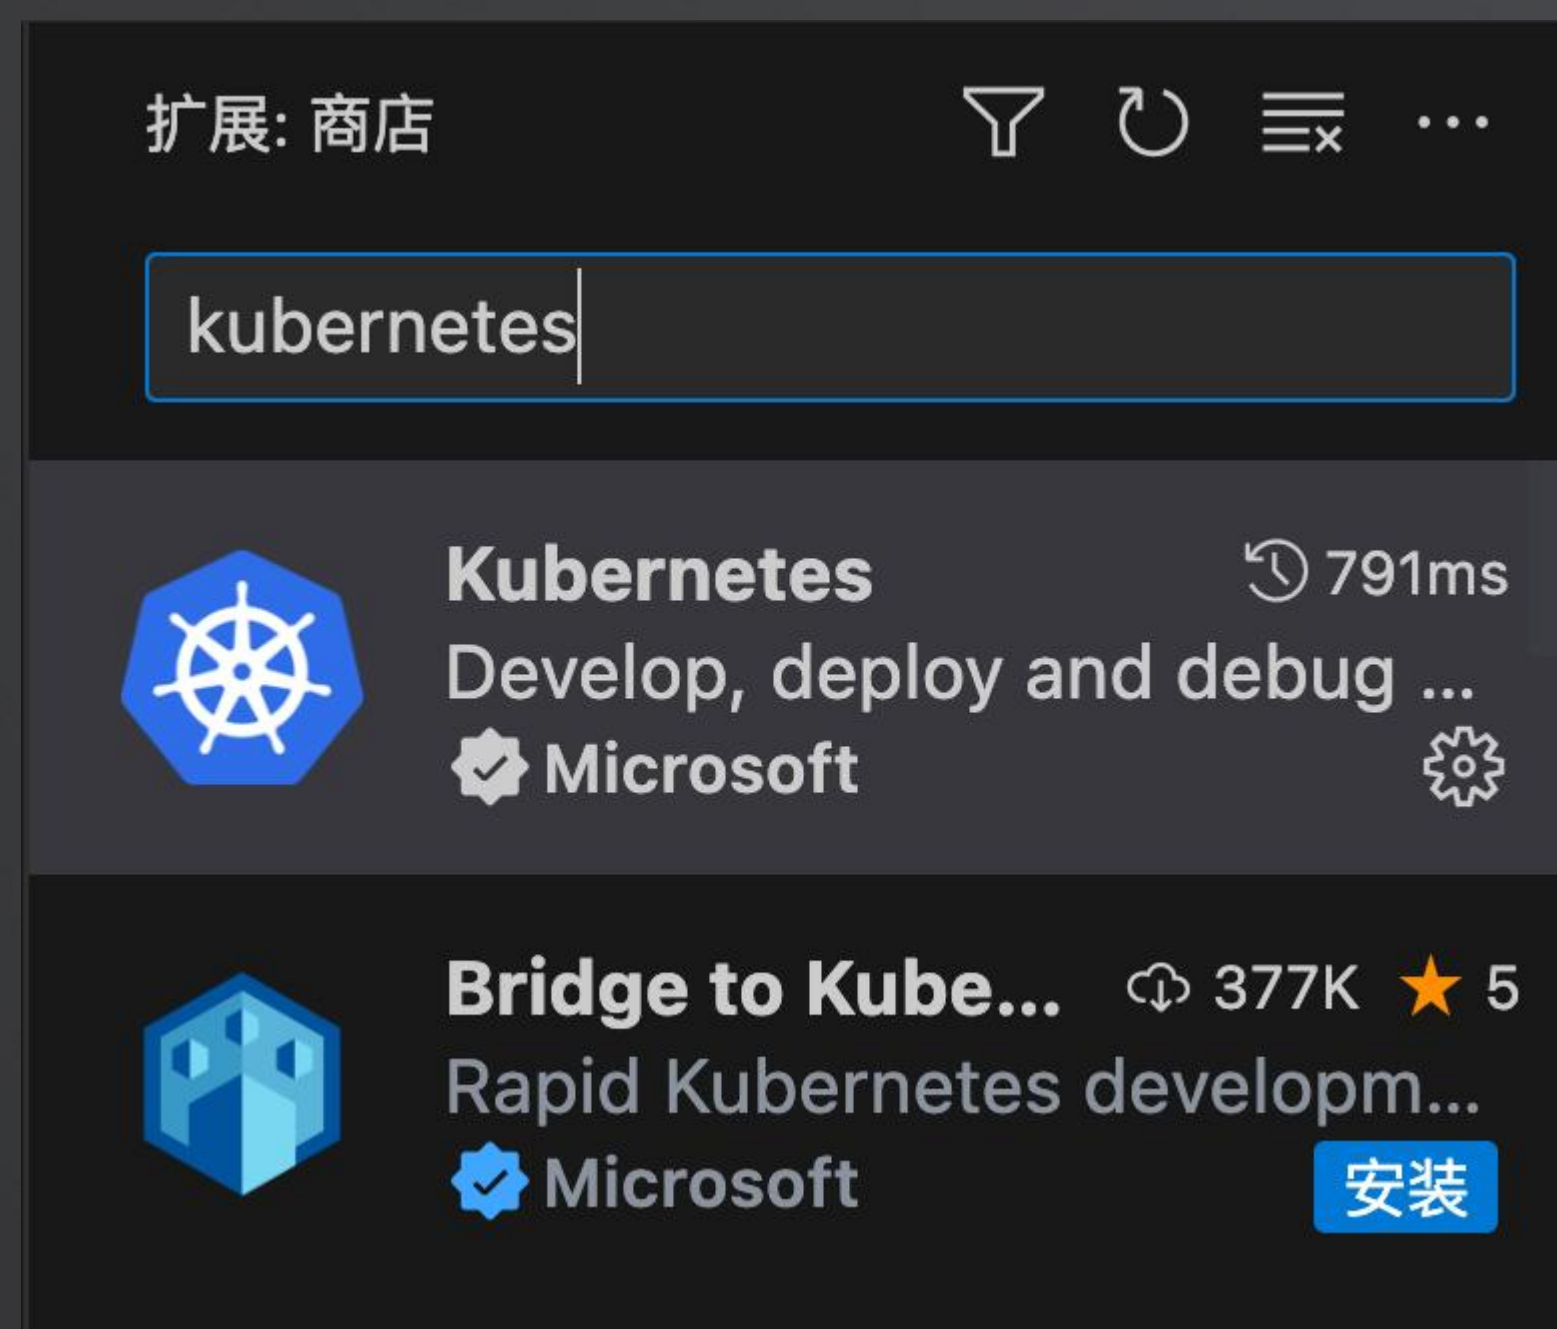 扩展: 商店
kubernetes
Kubernetes 791ms
Develop, deploy and debug ...
Microsoft
Bridge to Kube... 377K 5
Rapid Kubernetes developm...
Microsoft 安装